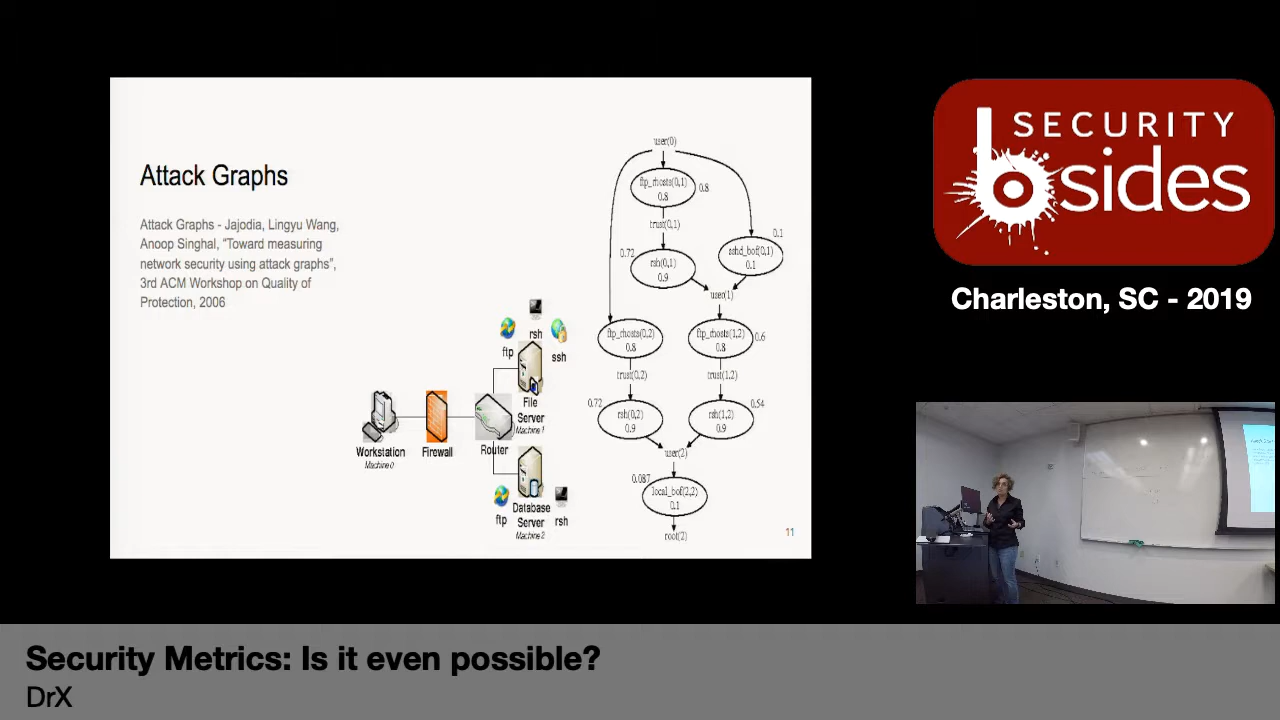 Attack Graphs
Attack Graphs - Jajodia, Lingyu Wang,
Anoop Singhal, "Toward measuring
network security using attack graphs",
3rd ACM Workshop on Quality of
Protection, 2006
rsh
ftp
ssh
File
Server
Machine 1
Workstation
Machine 0
Firewall
Router
Database
Server
Machine 2
ftp
rsh
user(0)
ftp_rhosts(0,1)
0.8
0.8
trust(0,1)
0.72
rsh(0,1)
0.9
0.1
sshd_bof(0,1)
0.1
user(1)
ftp_rhosts(0,2)
0.8
ftp_rhosts(1,2)
0.8
0.6
trust(0,2)
trust(1,2)
0.72
rsh(0,2)
0.9
0.54
rsh(1,2)
0.9
user(2)
0.087
local_bof(2,2)
0.1
root(2)
11
SECURITY
bsides
Charleston, SC - 2019
Security Metrics: Is it even possible?
DrX